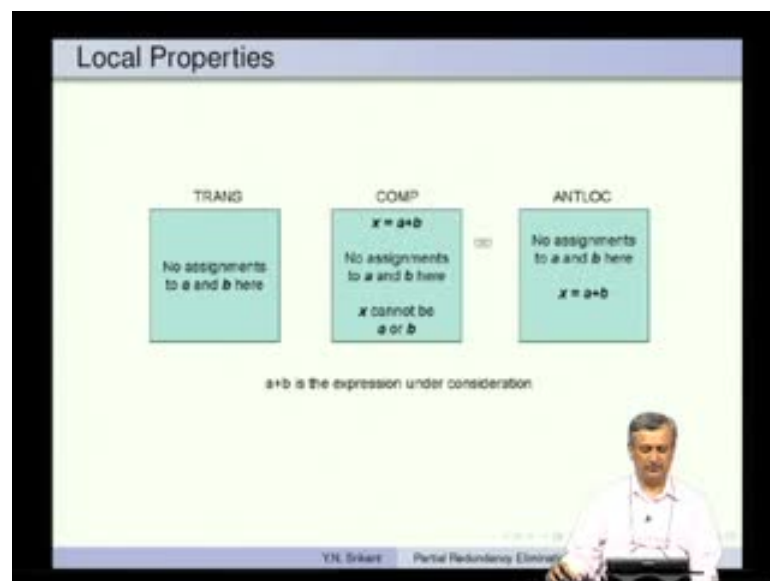 Local Properties
TRANS
COMP
ANTLOC
No assignments
to a and b here
x = a+b
No assignments
to a and b here
x cannot be
a or b
No assignments
to a and b here
x = a+b
a+b is the expression under consideration
Y.N. Srikant
Partial Redundancy Eliminati